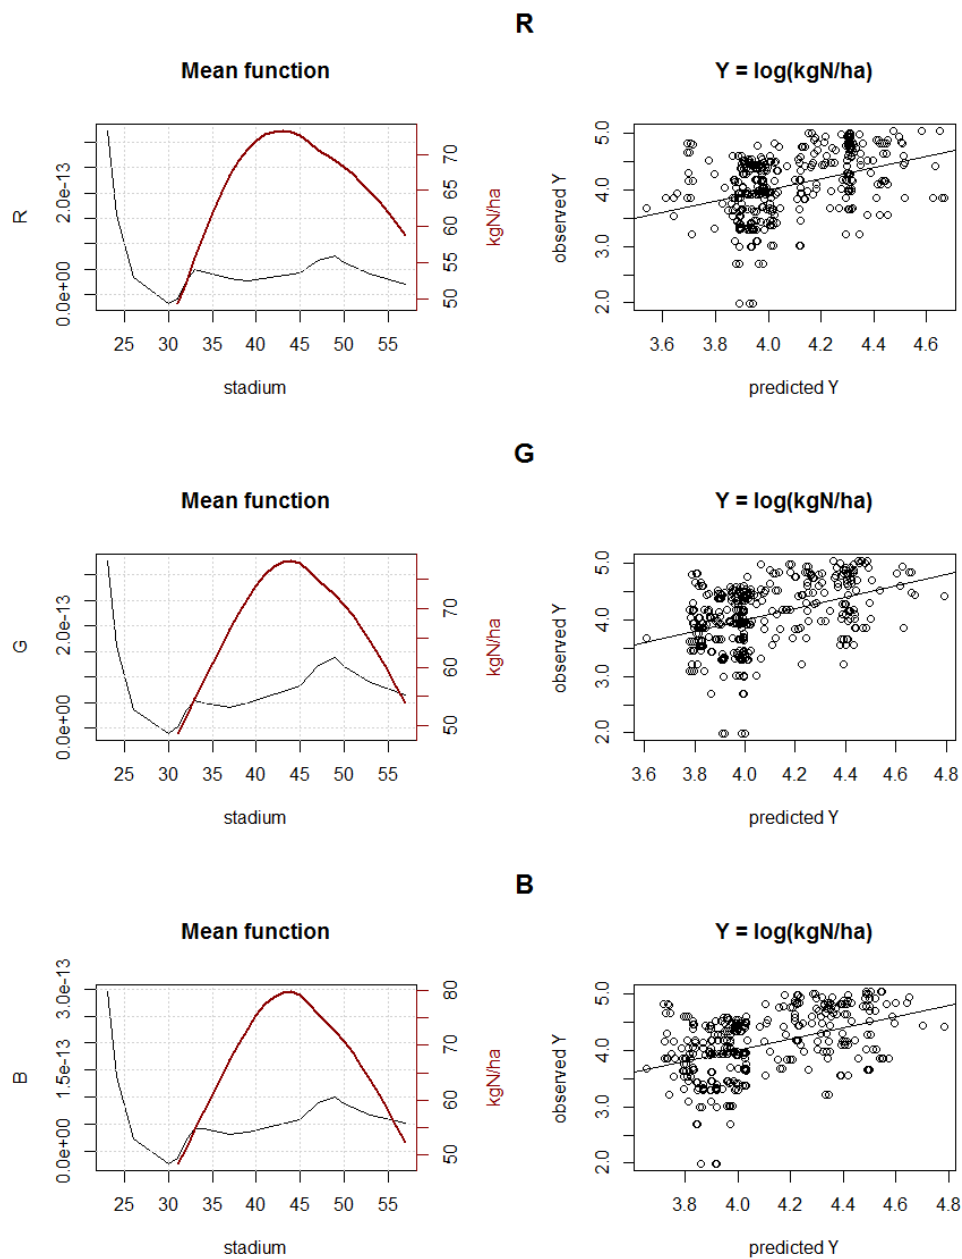 R
Mean function
Y = log(kgN/ha)
R
0.0e+00 2.0e-13
50 55 60 65 70
kgN/ha
25 30 35 40 45 50 55
stadium
observed Y
2.0 3.0 4.0 5.0
3.6 3.8 4.0 4.2 4.4 4.6
predicted Y
G
Mean function
Y = log(kgN/ha)
G
0.0e+00 2.0e-13
50 60 70
kgN/ha
25 30 35 40 45 50 55
stadium
observed Y
2.0 3.0 4.0 5.0
3.6 3.8 4.0 4.2 4.4 4.6 4.8
predicted Y
B
Mean function
Y = log(kgN/ha)
B
0.0e+00 1.5e-13 3.0e-13
50 60 70 80
kgN/ha
25 30 35 40 45 50 55
stadium
observed Y
2.0 3.0 4.0 5.0
3.8 4.0 4.2 4.4 4.6 4.8
predicted Y